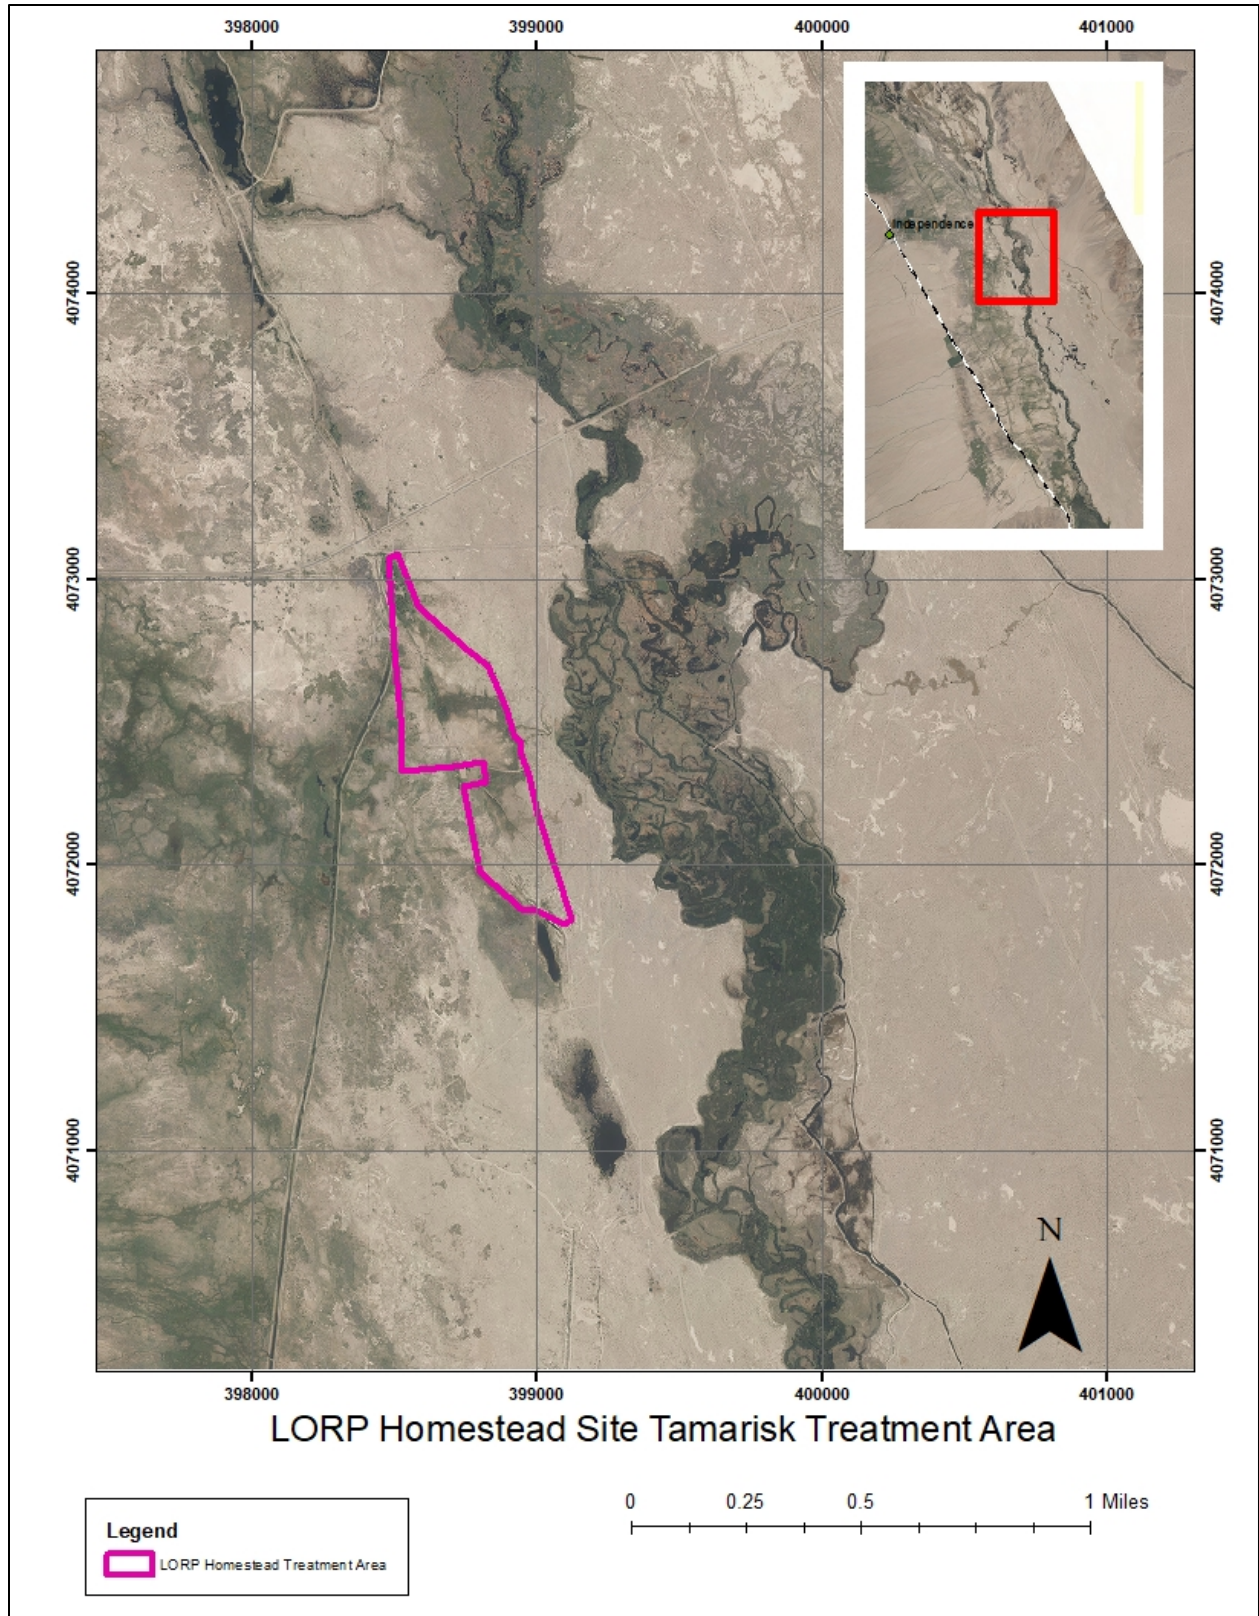 398000 399000 400000 401000
Independence
4074000 4074000
4073000 4073000
4072000 4072000
4071000 4071000
N
398000 399000 400000 401000
LORP Homestead Site Tamarisk Treatment Area
0 0.25 0.5 1 Miles
Legend
LORP Homestead Treatment Area